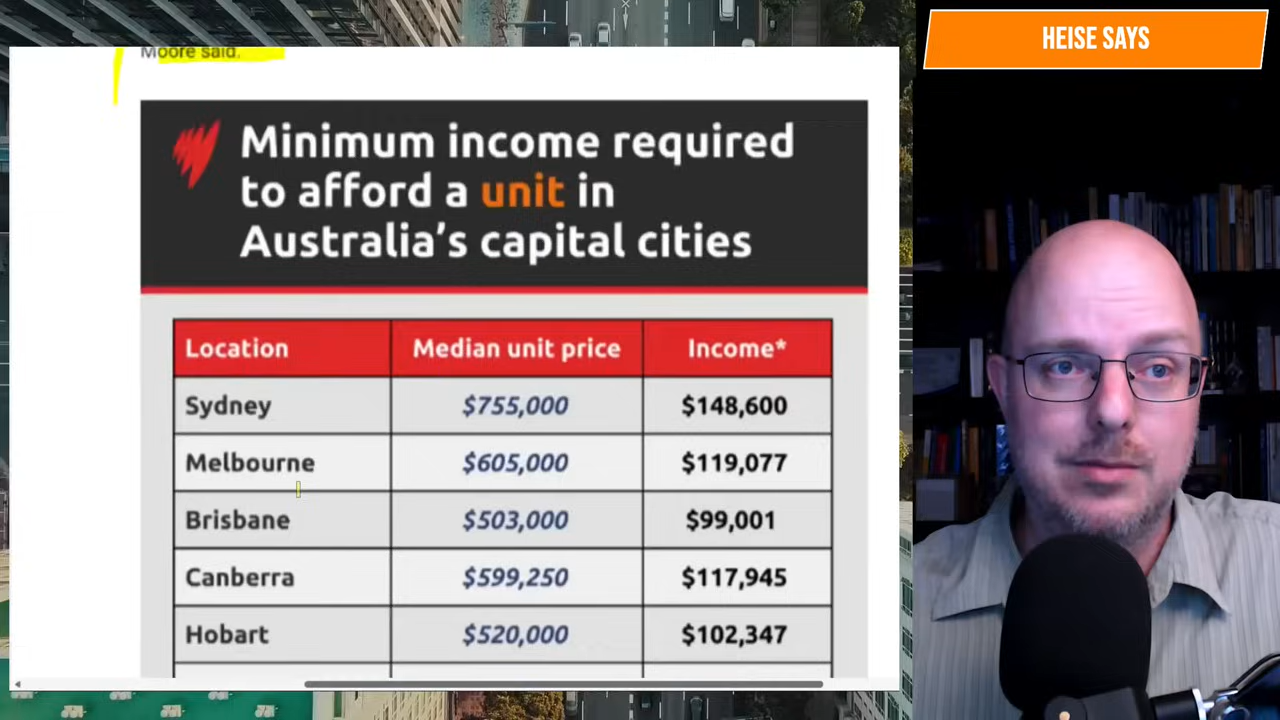 Moore said.
HEISE SAYS
Minimum income required
to afford a unit in
Australia's capital cities
Location Median unit price Income*
Sydney $755,000 $148,600
Melbourne $605,000 $119,077
Brisbane $503,000 $99,001
Canberra $599,250 $117,945
Hobart $520,000 $102,347